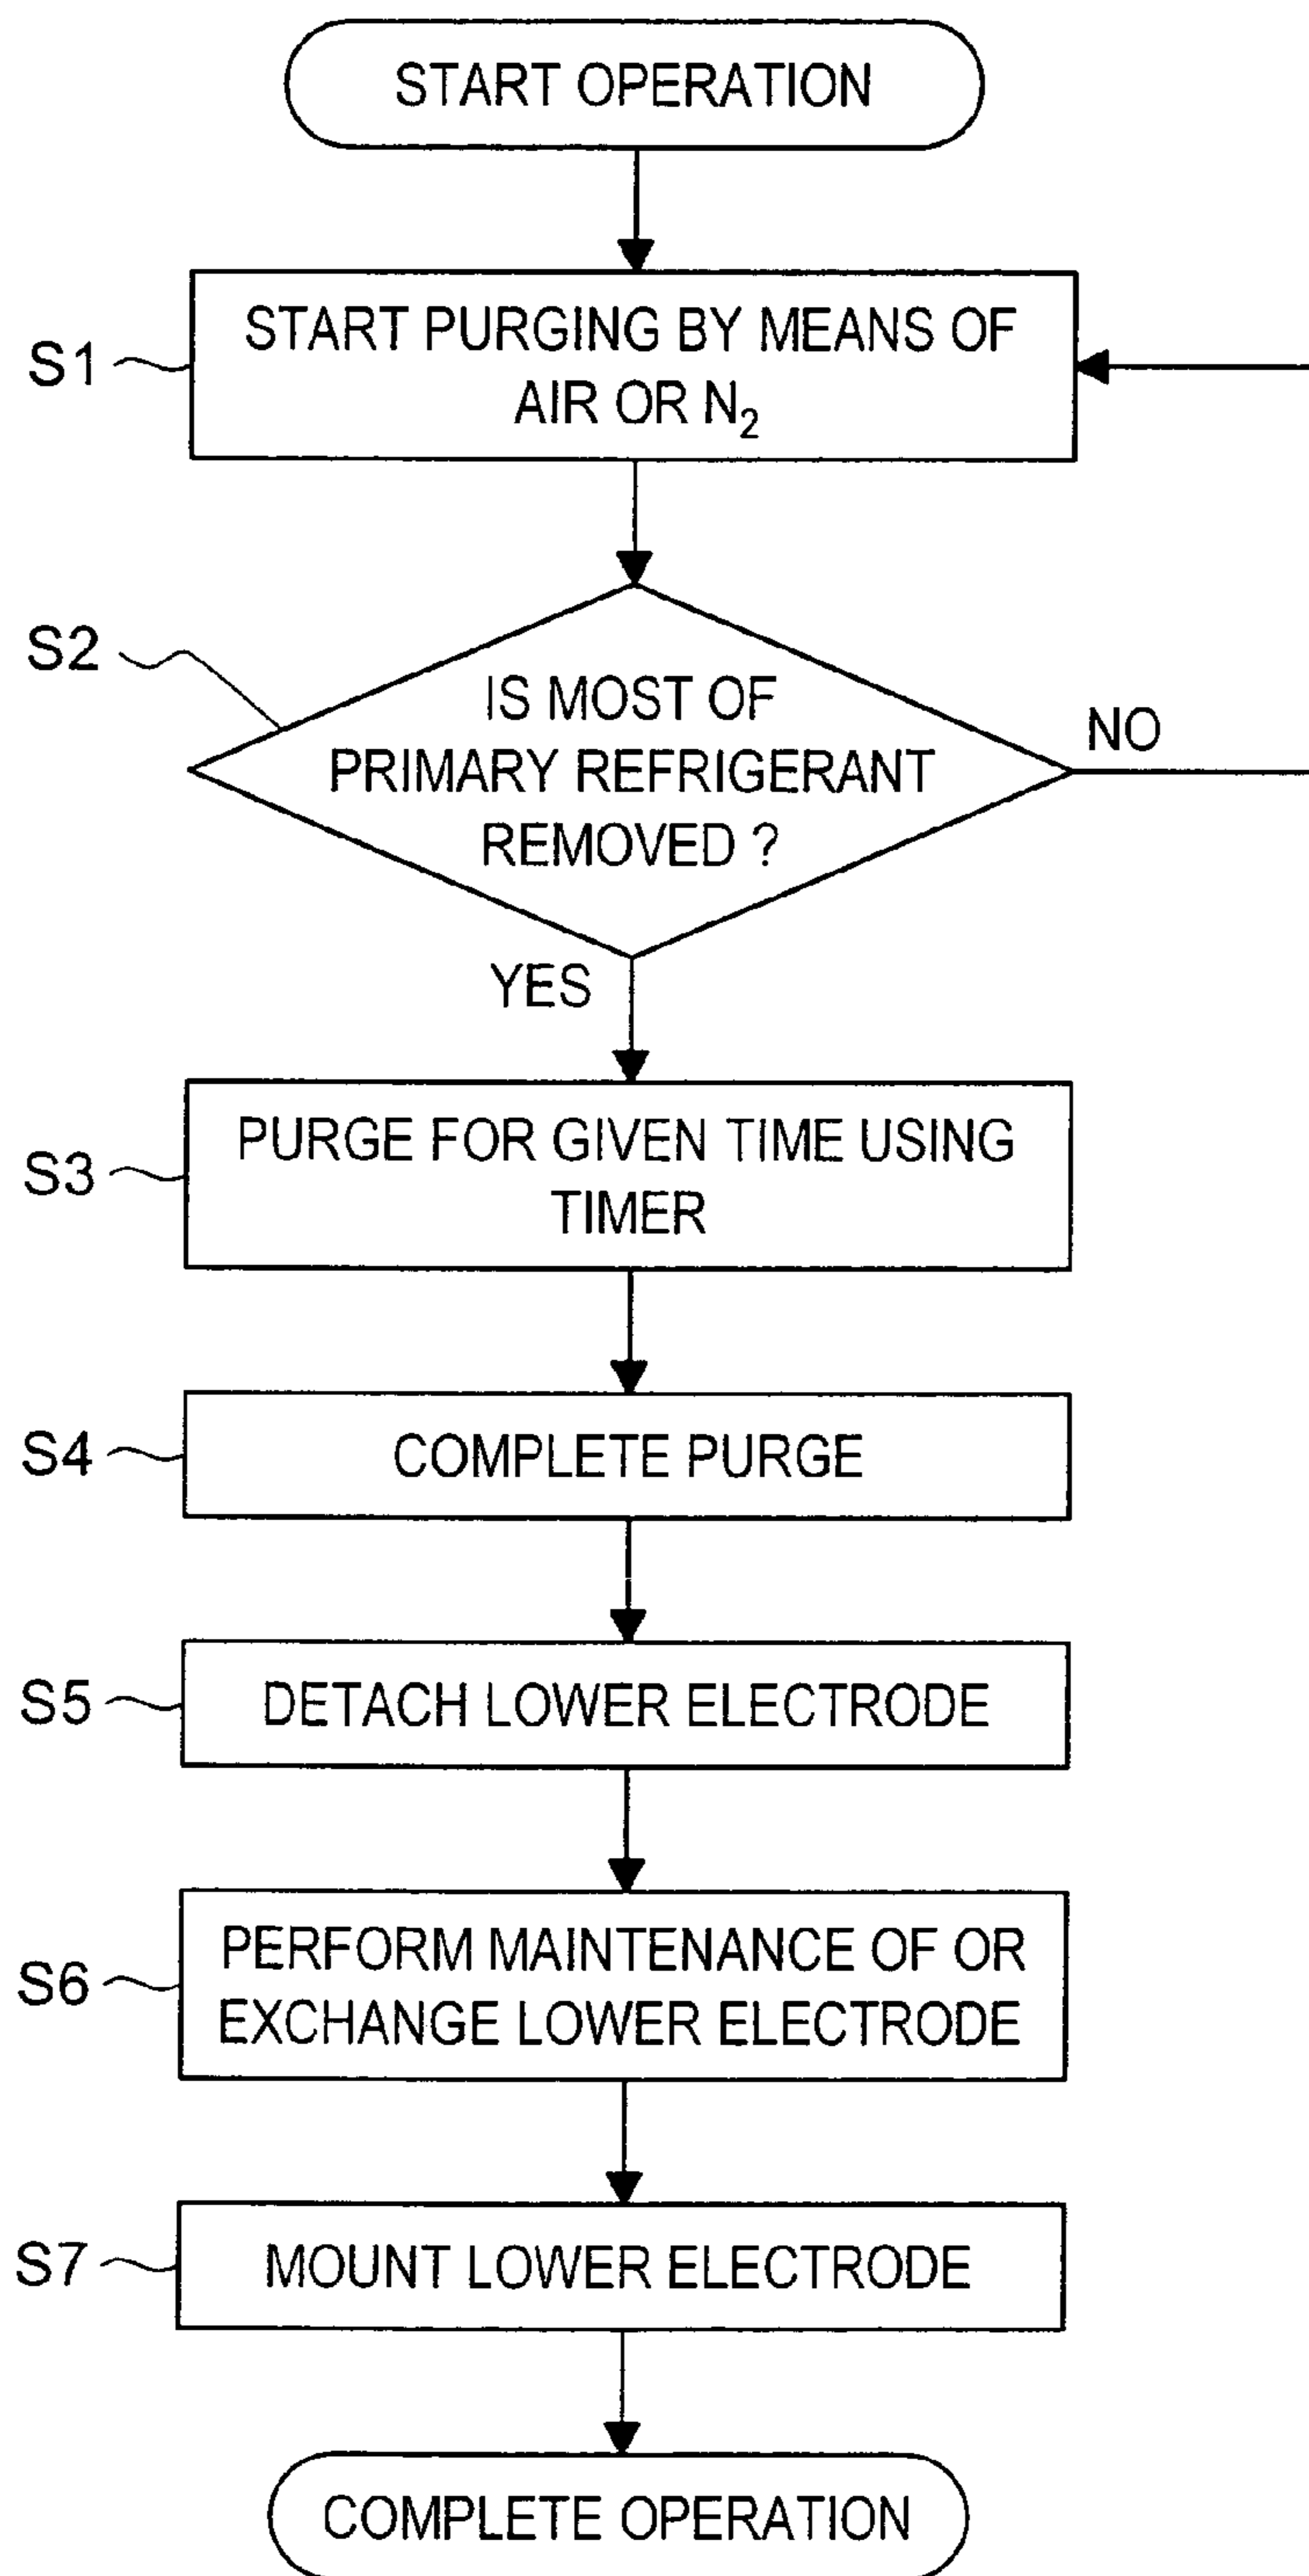 START OPERATION
S1
START PURGING BY MEANS OF
AIR OR N₂
S2
IS MOST OF
PRIMARY REFRIGERANT
REMOVED ?
NO
YES
S3
PURGE FOR GIVEN TIME USING
TIMER
S4
COMPLETE PURGE
S5
DETACH LOWER ELECTRODE
S6
PERFORM MAINTENANCE OF OR
EXCHANGE LOWER ELECTRODE
S7
MOUNT LOWER ELECTRODE
COMPLETE OPERATION